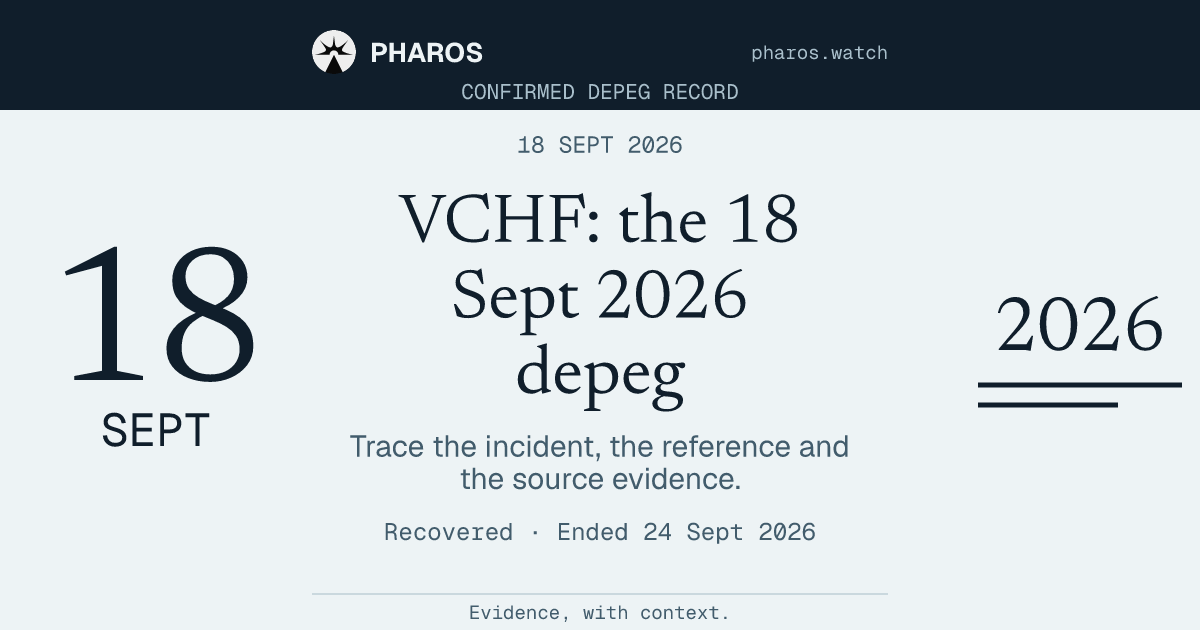 PHAROS
pharos.watch
CONFIRMED DEPEG RECORD
18 SEPT 2026
VCHF: the 18
Sept 2026
depeg
18
SEPT
2026
Trace the incident, the reference and
the source evidence.
Recovered · Ended 24 Sept 2026
Evidence, with context.